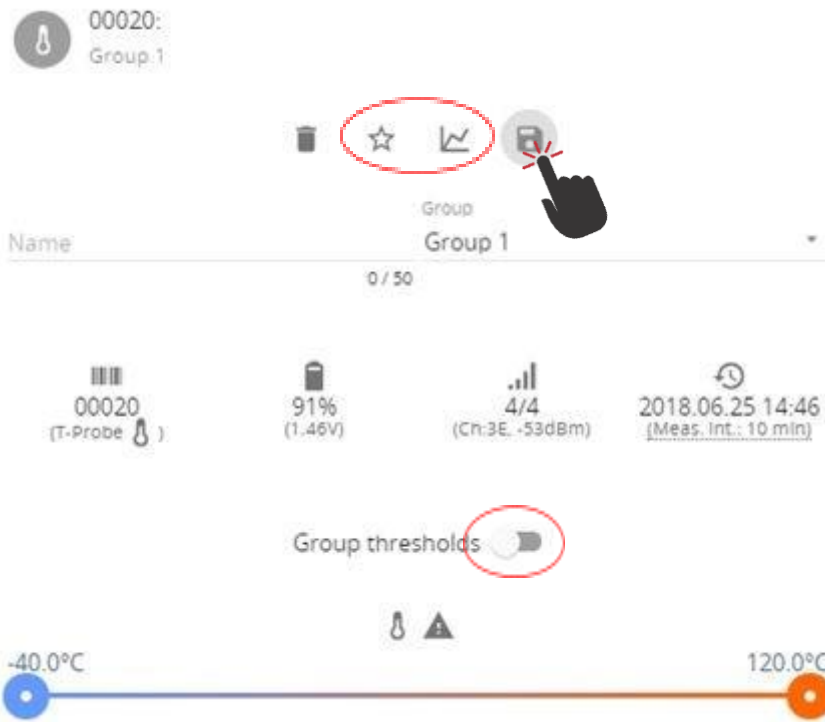 00020:
Group 1
Group
Name
Group 1
0 / 50
00020
(T-Probe )
91%
(1.46V)
4/4
(Ch:3E, -53dBm)
2018.06.25 14:46
(Meas. Int.: 10 min)
Group thresholds
-40.0°C
120.0°C